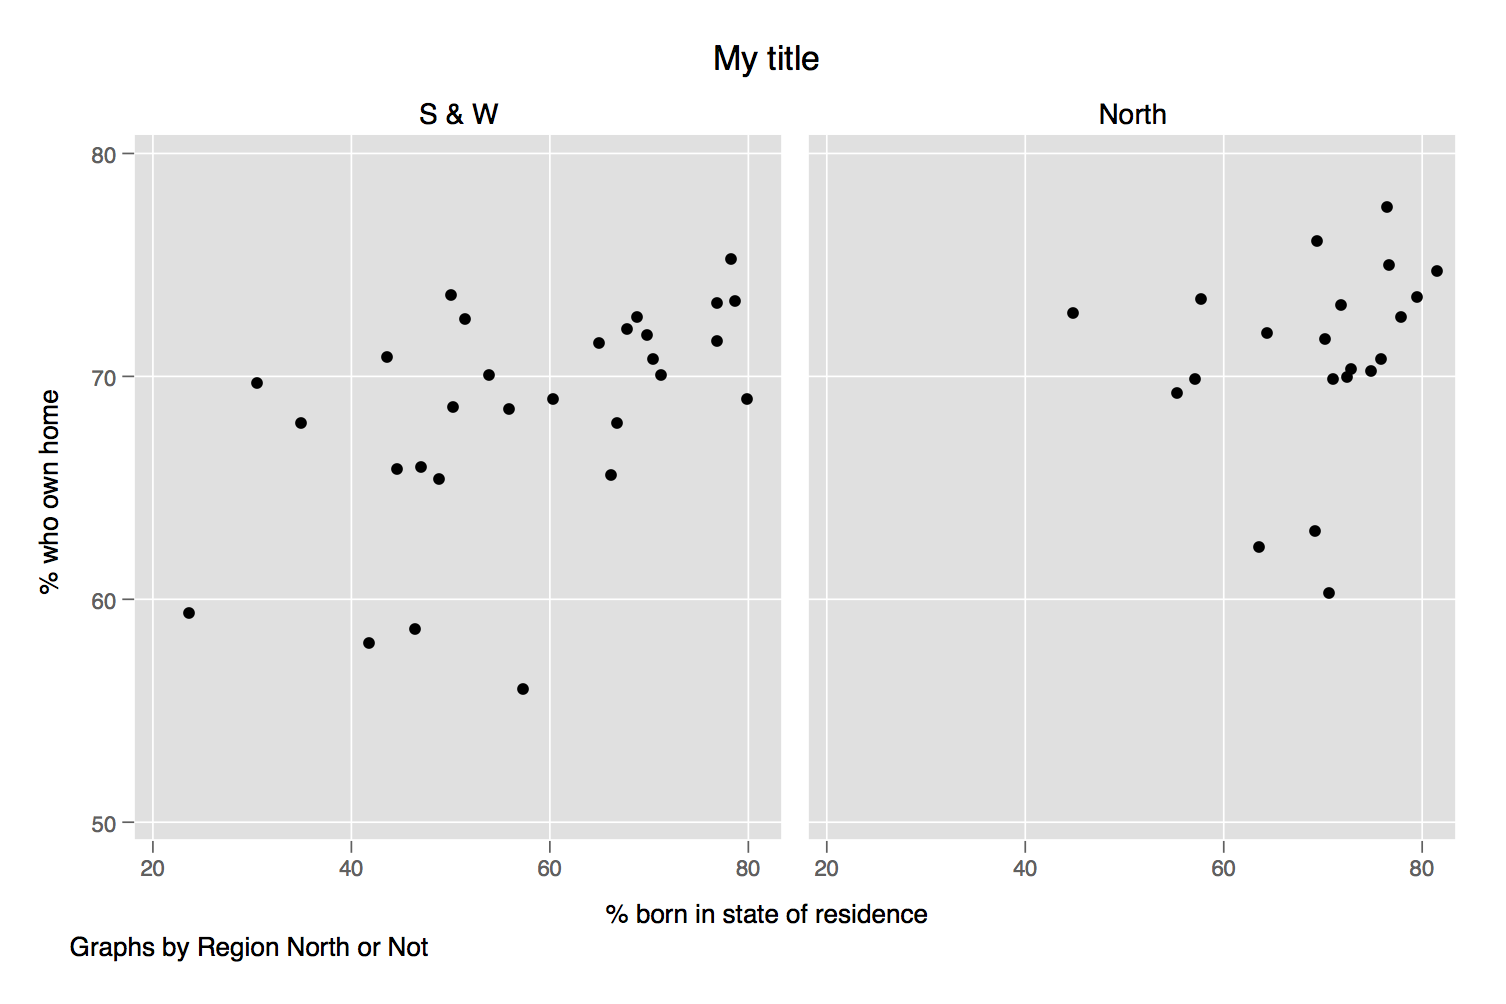 My title
S & W
North
80
70
60
50
% who own home
20 40 60 80
20 40 60 80
% born in state of residence
Graphs by Region North or Not